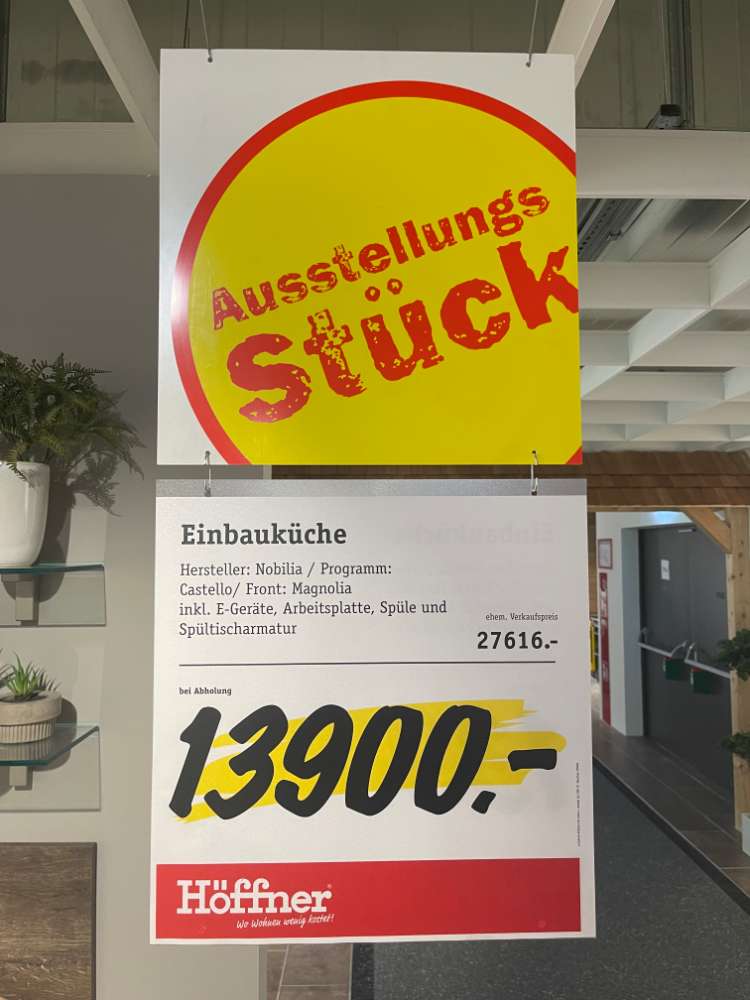 Ausstellungs
Stück
Einbauküche
Hersteller: Nobilia / Programm:
Castello/ Front: Magnolia
inkl. E-Geräte, Arbeitsplatte, Spüle und
Spültischarmatur
ehem. Verkaufspreis
27616.-
bei Abholung
13900.-
Höffner
Wo Wohnen wenig kostet!